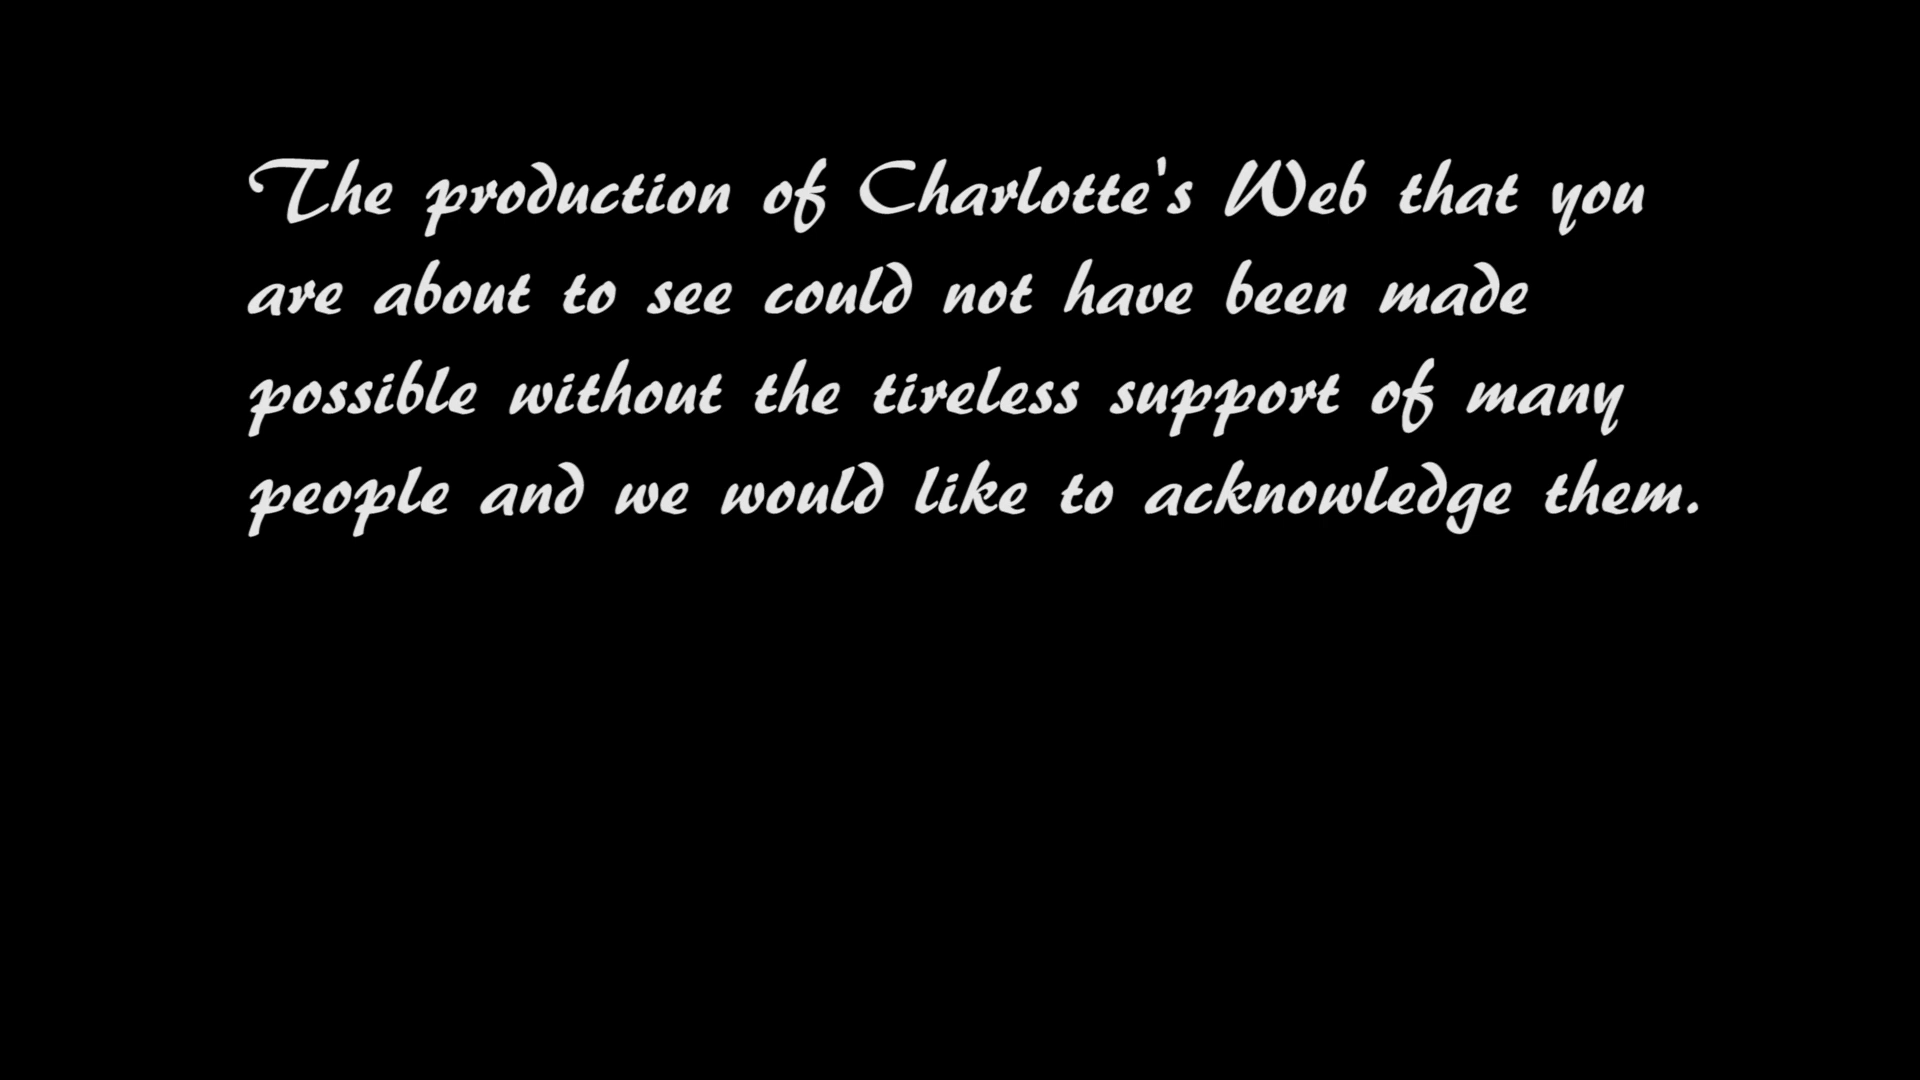 The production of Charlotte's Web that you
are about to see could not have been made
possible without the tireless support of many
people and we would like to acknowledge them.